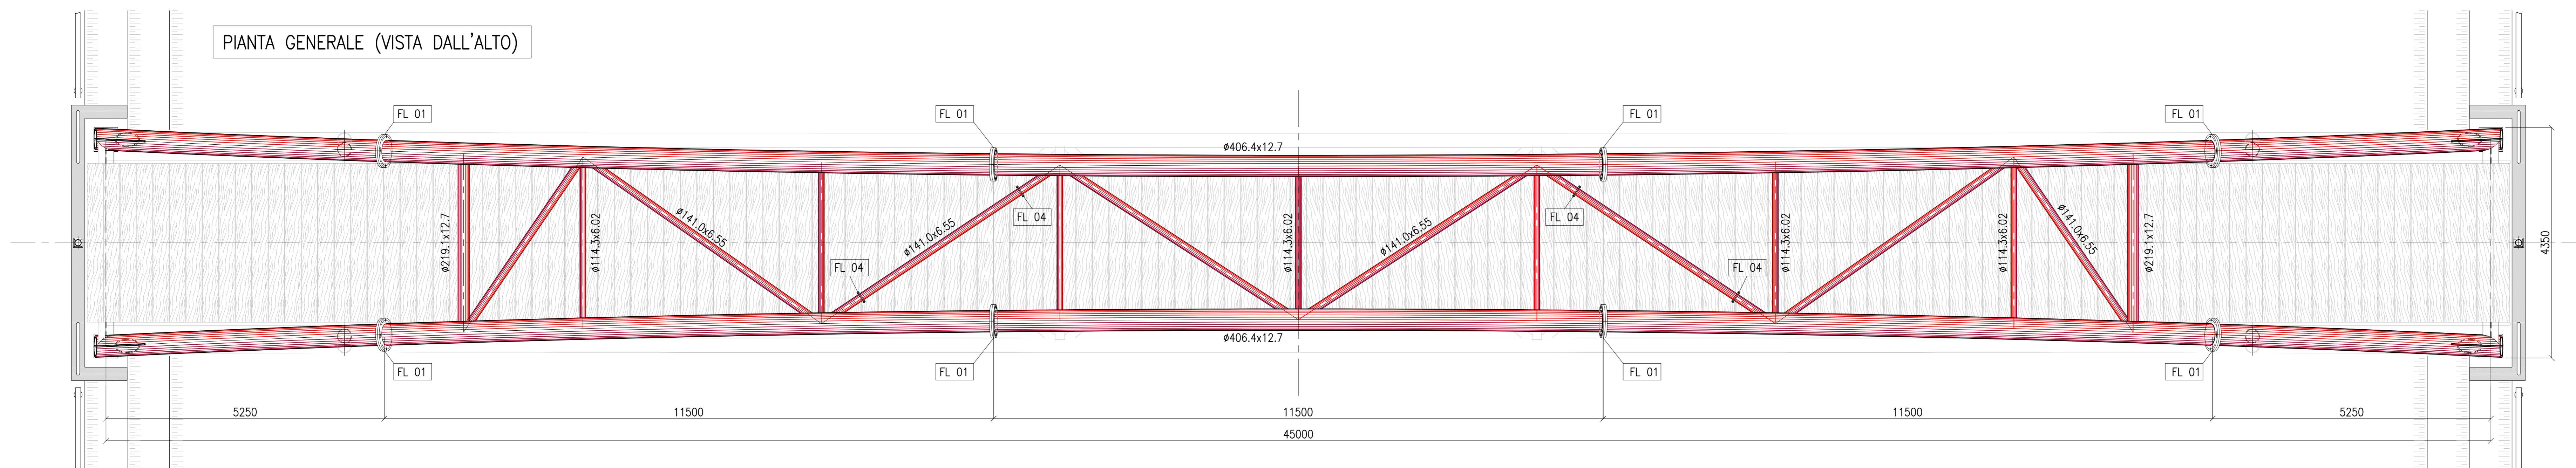 PIANTA GENERALE (VISTA DALL'ALTO)
FL 01
FL 01
FL 01
FL 01
ø406.4x12.7
ø219.1x12.7
ø114.3x6.02
ø141.0x6.55
FL 04
ø141.0x6.55
FL 04
ø114.3x6.02
ø141.0x6.55
FL 04
FL 04
ø114.3x6.02
ø114.3x6.02
ø141.0x6.55
ø219.1x12.7
4350
ø406.4x12.7
FL 01
FL 01
FL 01
FL 01
5250
11500
11500
11500
5250
45000